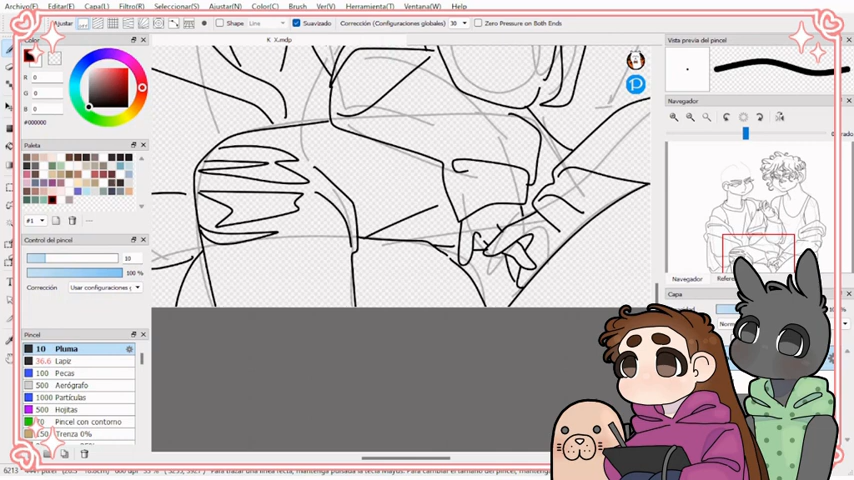 Archivo(S) Editar(E) Capa(L) Filtro(R) Seleccionar(S) Ajustar(N) Color(C) Brush Ver(V) Herramienta(T) Ventana(W) Help
Ajustar Shape Line Suavizado Corrección (Configuraciones globales) 30 Zero Pressure on Both Ends
Color
X.mdp
Vista previa del pincel
R 0
G 0
B 0
#000000
Navegador
Paleta
#1
Control del pincel
10
100 %
Corrección Usar configuraciones g
Navegador
Capa
Pincel
10 Pluma
36.6 Lapiz
100 Pecas
500 Aerógrafo
1000 Partículas
500 Hojitas
Pincel con contorno
Trenza 0%